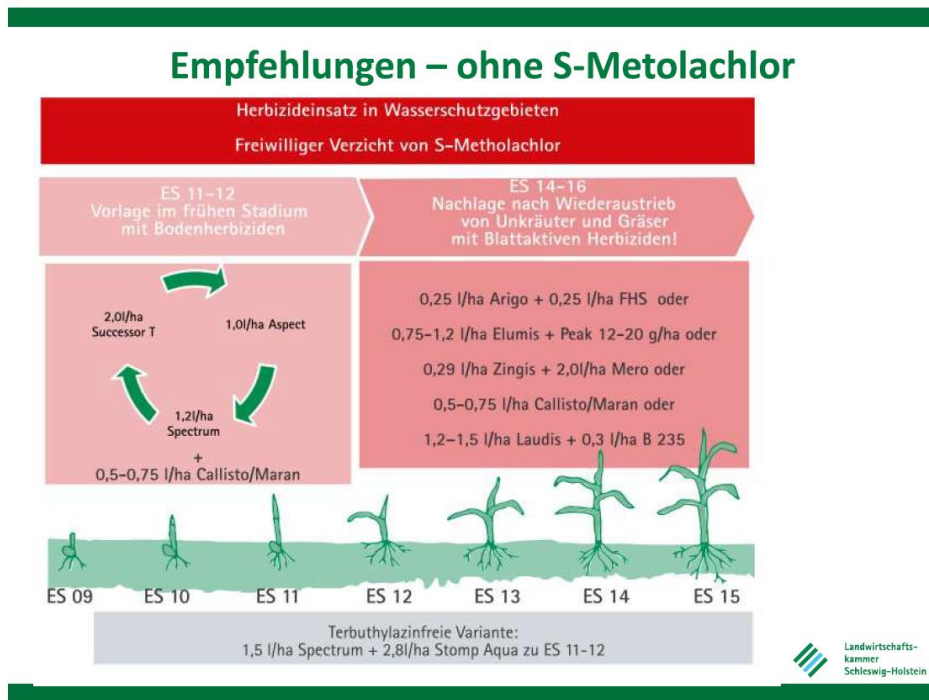 Empfehlungen – ohne S-Metolachlor
Herbizideinsatz in Wasserschutzgebieten
Freiwilliger Verzicht von S-Metholachlor
ES 11-12
Vorlage im frühen Stadium
mit Bodenherbiziden
ES 14-16
Nachlage nach Wiederaustrieb
von Unkräuter und Gräser
mit Blattaktiven Herbiziden!
2,0l/ha
Successor T
1,0l/ha Aspect
1,2l/ha
Spectrum
+
0,5-0,75 l/ha Callisto/Maran
0,25 l/ha Arigo + 0,25 l/ha FHS oder
0,75-1,2 l/ha Elumis + Peak 12-20 g/ha oder
0,29 l/ha Zingis + 2,0l/ha Mero oder
0,5-0,75 l/ha Callisto/Maran oder
1,2-1,5 l/ha Laudis + 0,3 l/ha B 235
ES 09 ES 10 ES 11 ES 12 ES 13 ES 14 ES 15
Terbuthylazinfreie Variante:
1,5 l/ha Spectrum + 2,8l/ha Stomp Aqua zu ES 11-12
Landwirtschafts-
kammer
Schleswig-Holstein